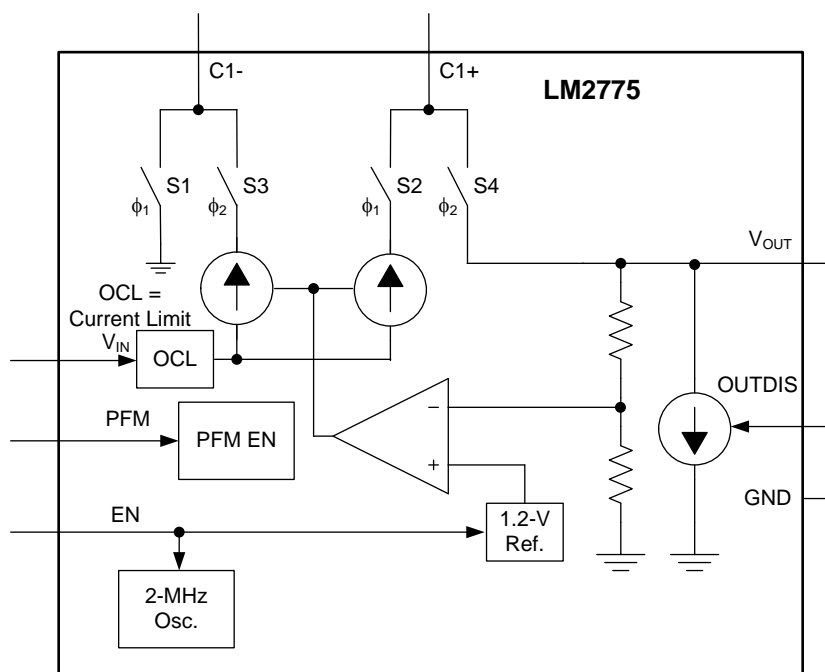 C1-
C1+
LM2775
S1
S3
S2
S4
ϕ1
ϕ2
ϕ1
ϕ2
VOUT
OCL =
Current Limit
VIN
OCL
OUTDIS
PFM
PFM EN
−
+
GND
EN
1.2-V
Ref.
2-MHz
Osc.